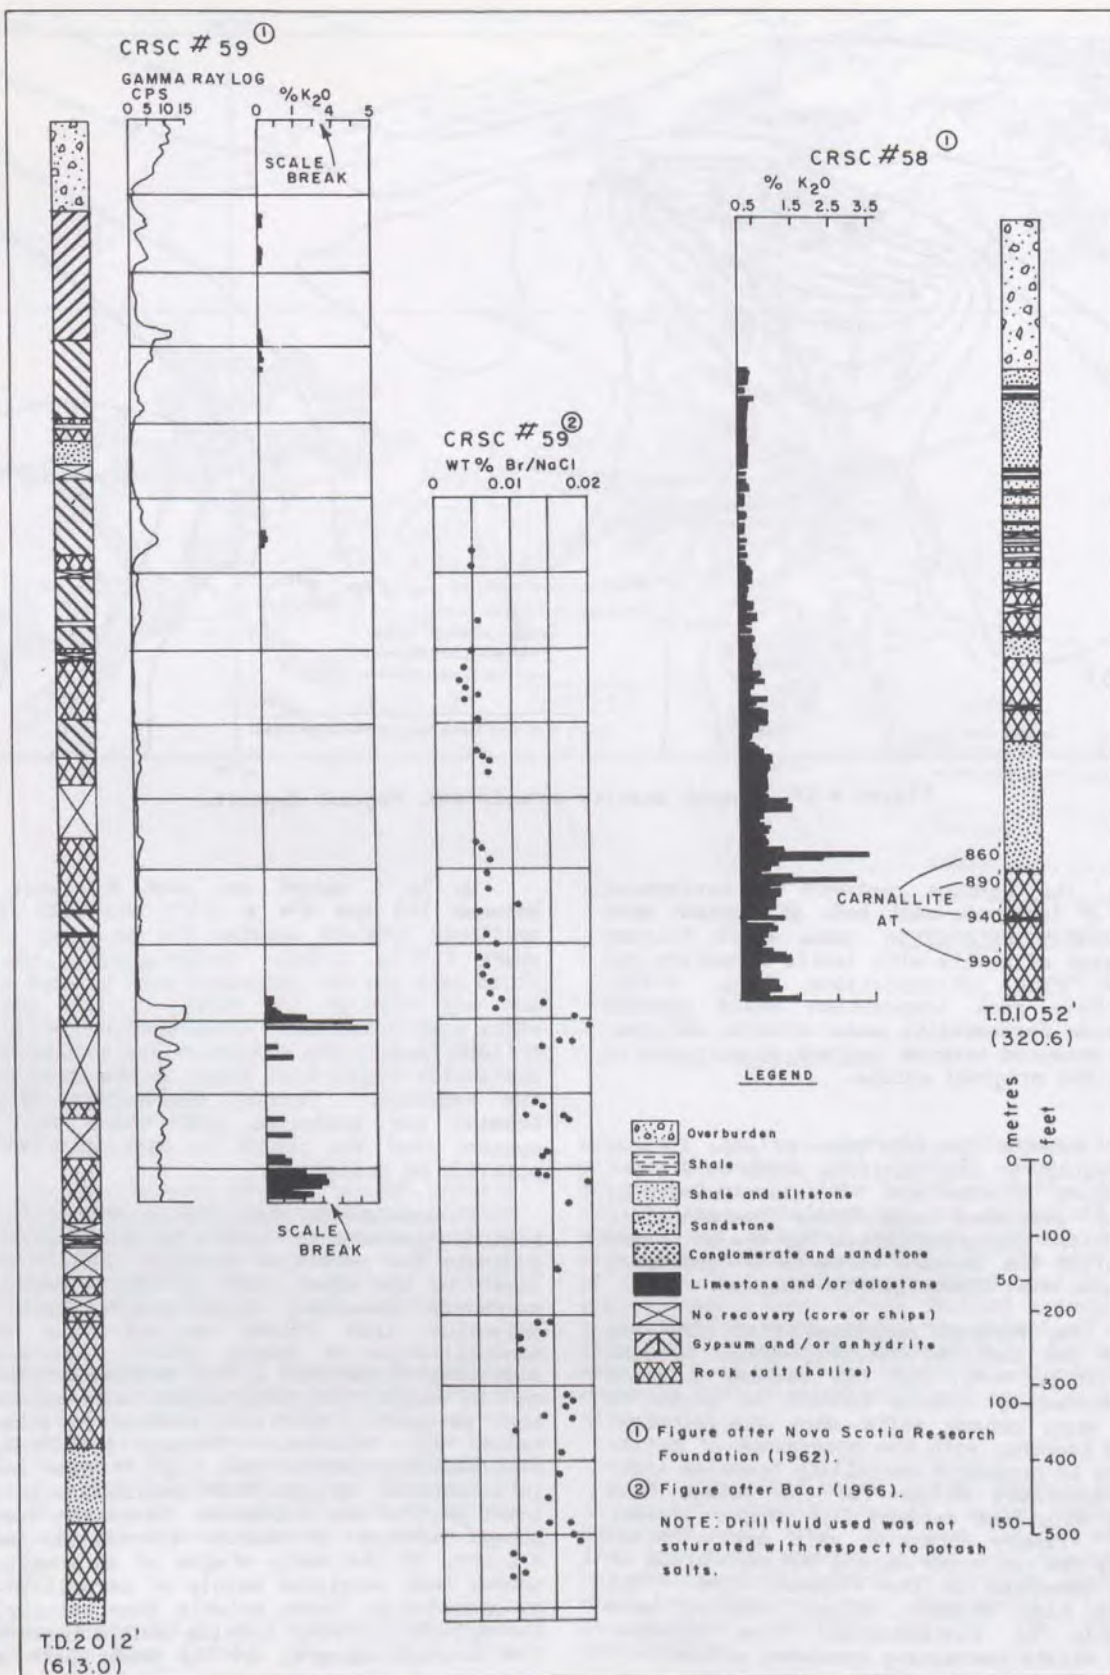 CRSC # 59 ①
GAMMA RAY LOG
CPS
0 5 10 15
% K2O
0 1 4 5
SCALE
BREAK
CRSC # 59 ②
WT % Br/NaCl
0 0.01 0.02
SCALE
BREAK
T.D. 2012'
(613.0)
CRSC # 58 ①
% K2O
0.5 1.5 2.5 3.5
CARNALLITE
AT
860'
890'
940'
990'
T.D. 1052'
(320.6)
LEGEND
Overburden
Shale
Shale and siltstone
Sandstone
Conglomerate and sandstone
Limestone and/or dolostone
No recovery (core or chips)
Gypsum and/or anhydrite
Rock salt (halite)
① Figure after Nova Scotia Research
Foundation (1962).
② Figure after Baar (1966).
NOTE: Drill fluid used was not
saturated with respect to potash
salts.
metres
feet
0 0
100
50
200
300
100
400
150
500